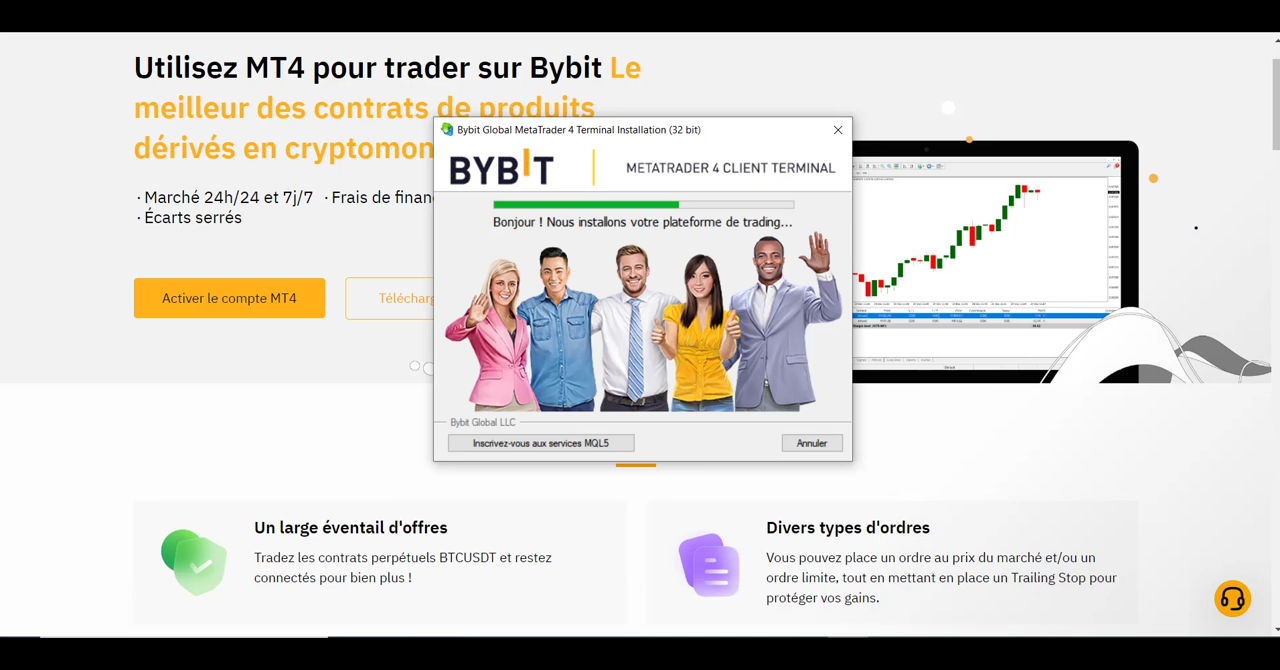 Utilisez MT4 pour trader sur Bybit Le
meilleur des contrats de produits
dérivés en cryptomon
· Marché 24h/24 et 7j/7 · Frais de finan
· Écarts serrés
Activer le compte MT4
Télécharg
Bybit Global MetaTrader 4 Terminal Installation (32 bit)
BYBIT
METATRADER 4 CLIENT TERMINAL
Bonjour ! Nous installons votre plateforme de trading...
Bybit Global LLC
Inscrivez-vous aux services MQL5
Annuler
Un large éventail d'offres
Tradez les contrats perpétuels BTCUSDT et restez
connectés pour bien plus !
Divers types d'ordres
Vous pouvez place un ordre au prix du marché et/ou un
ordre limite, tout en mettant en place un Trailing Stop pour
protéger vos gains.